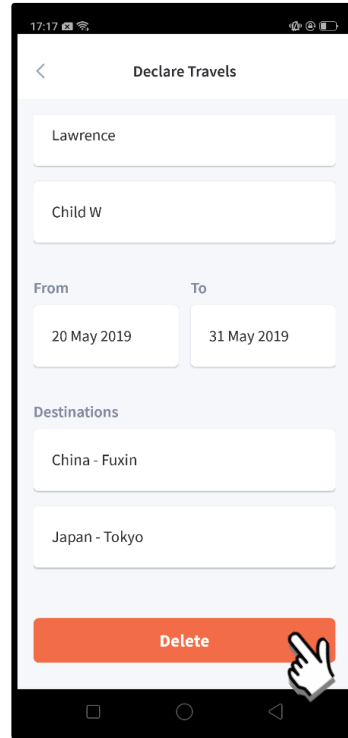 17:17
Declare Travels
Lawrence
Child W
From To
20 May 2019 31 May 2019
Destinations
China - Fuxin
Japan - Tokyo
Delete